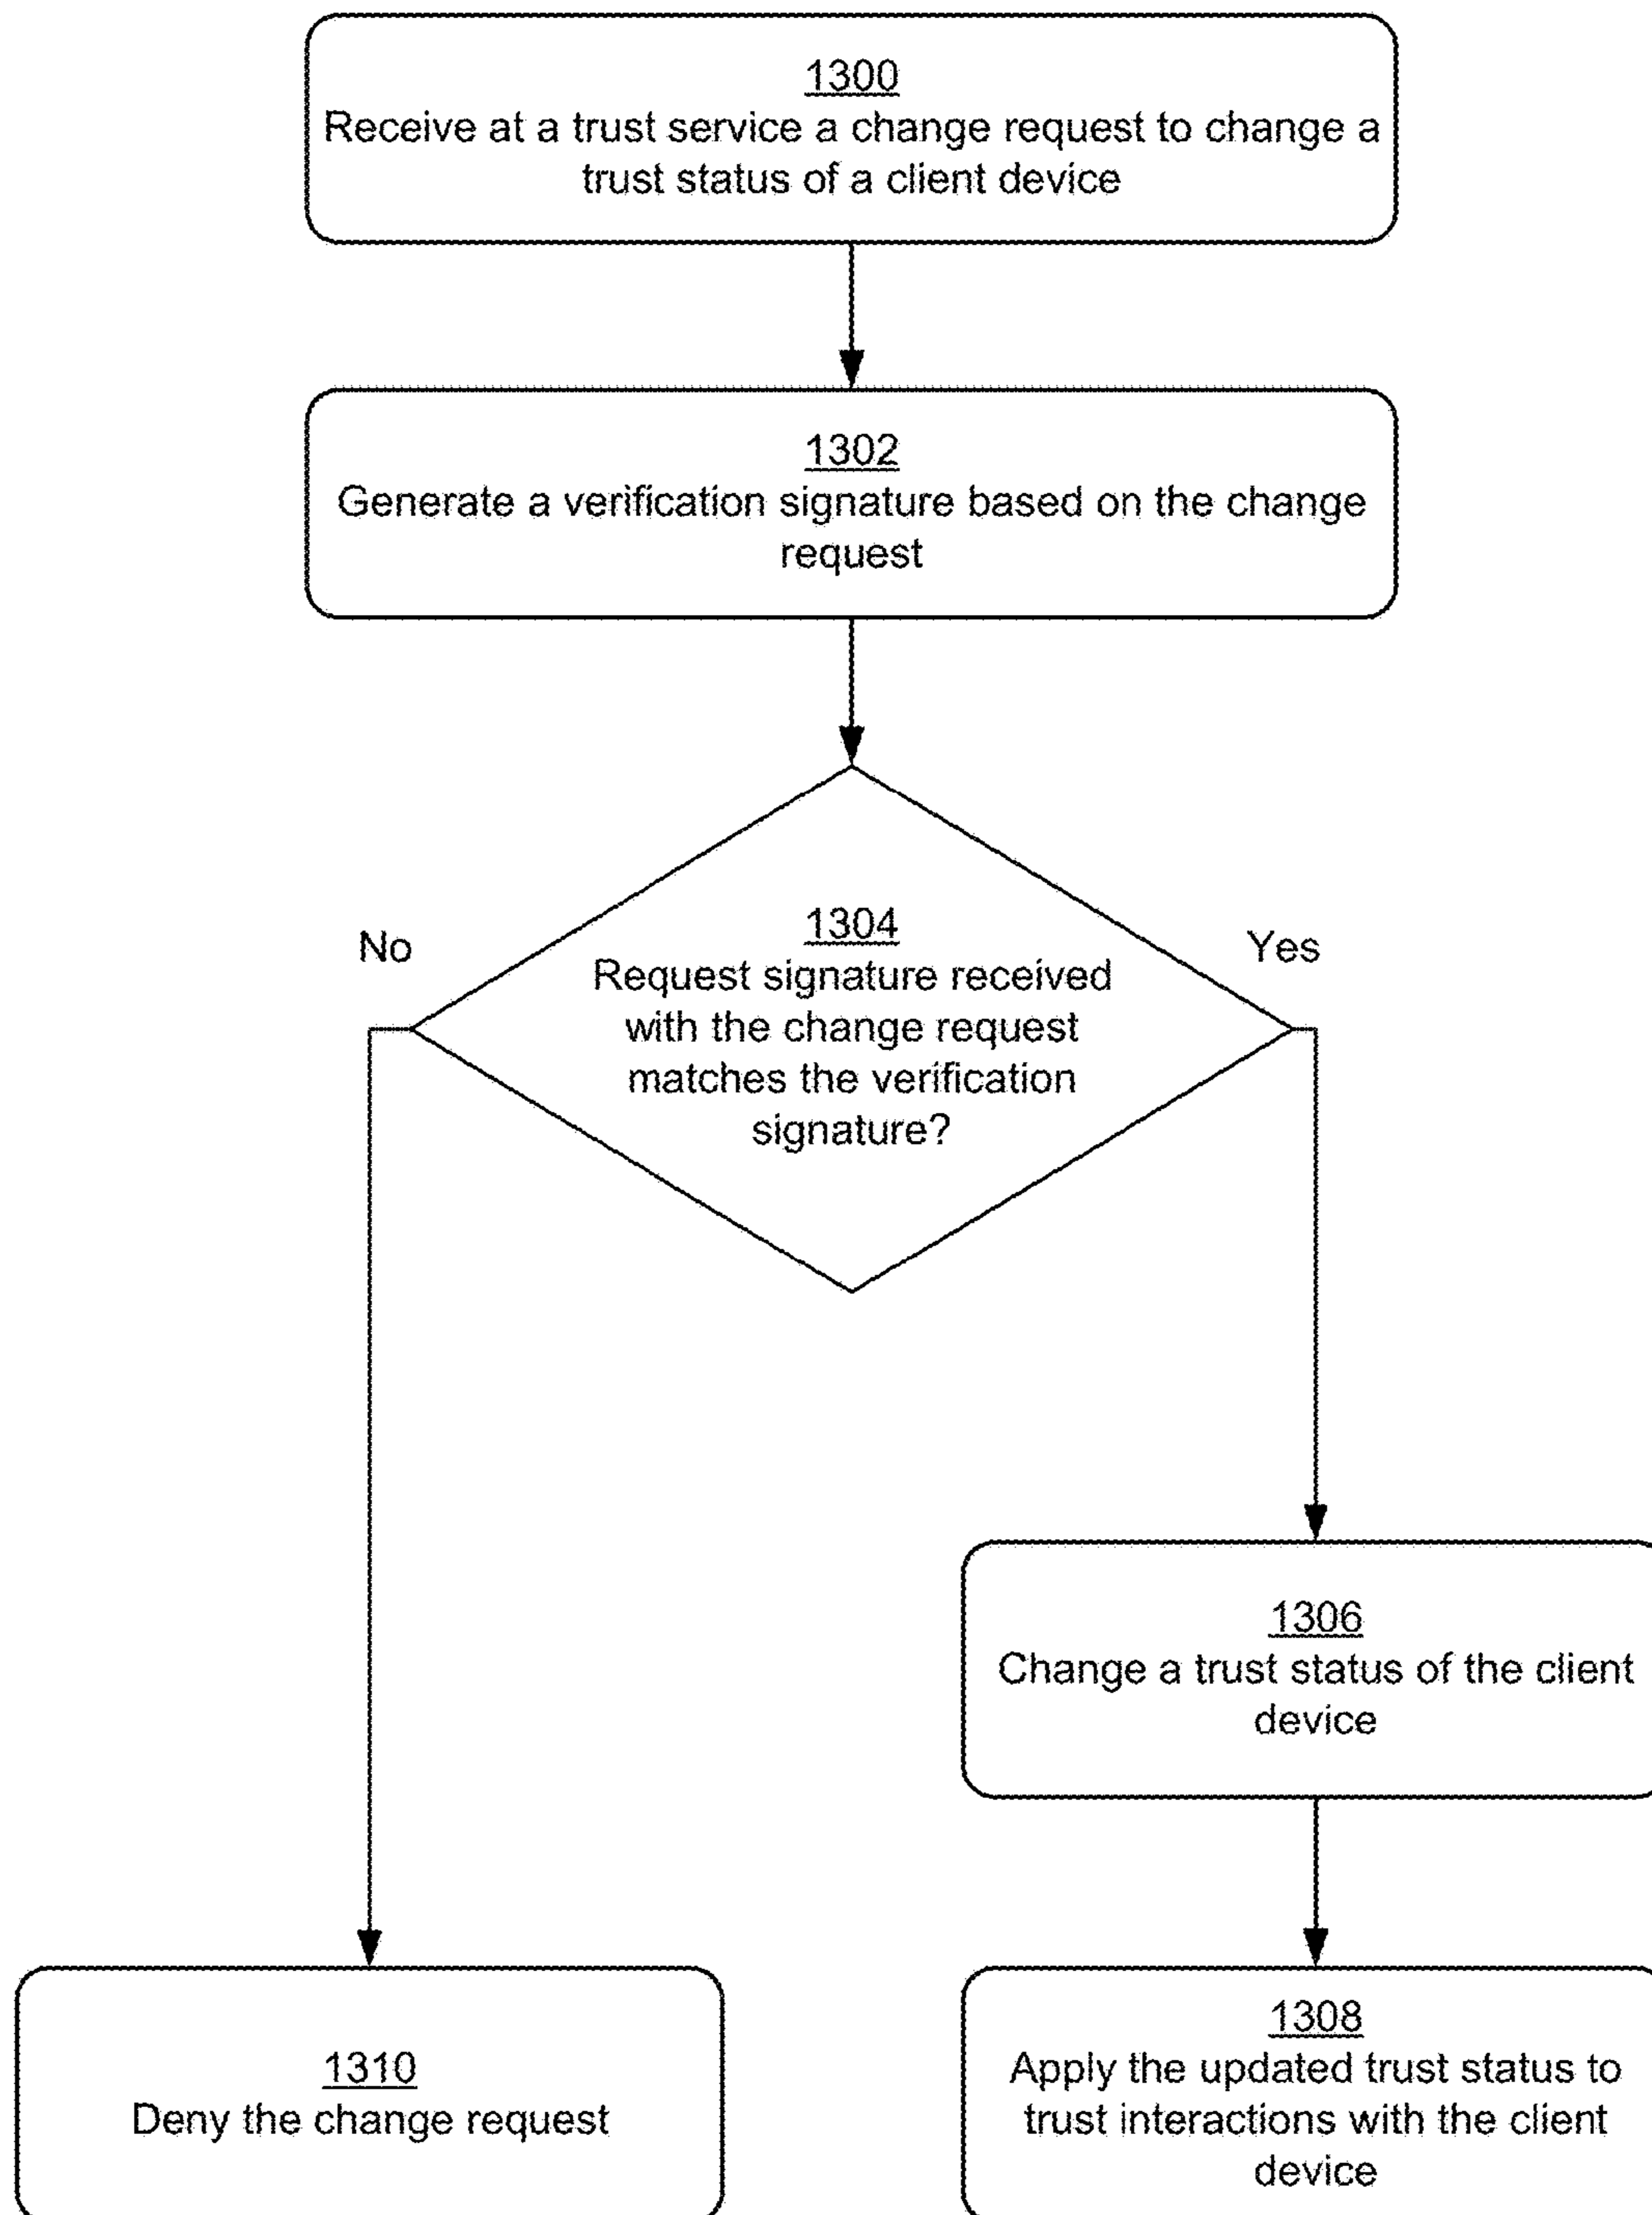 1300
Receive at a trust service a change request to change a
trust status of a client device
1302
Generate a verification signature based on the change
request
No
Yes
1304
Request signature received
with the change request
matches the verification
signature?
1306
Change a trust status of the client
device
1310
Deny the change request
1308
Apply the updated trust status to
trust interactions with the client
device